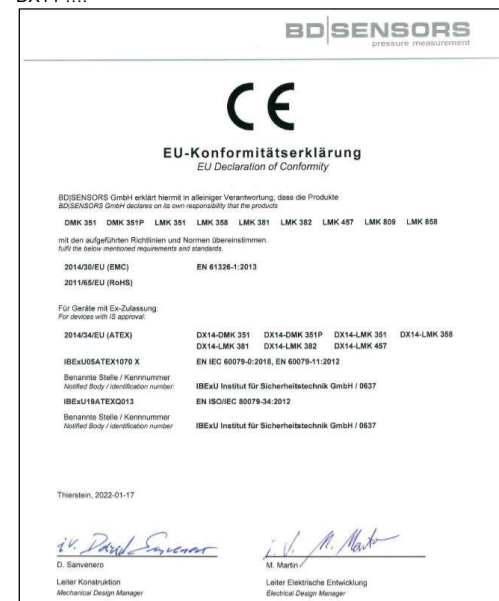 BD|SENSORS
pressure measurement
CE
EU-Konformitätserklärung
EU Declaration of Conformity
BD|SENSORS GmbH erklärt hiermit in alleiniger Verantwortung, dass die Produkte
BD|SENSORS GmbH declares on its own responsibility that the products
DMK 351 DMK 351P LMK 351 LMK 358 LMK 381 LMK 382 LMK 457 LMK 809 LMK 858
mit den aufgeführten Richtlinien und Normen übereinstimmen.
fulfil the below mentioned requirements and standards.
2014/30/EU (EMC) EN 61326-1:2013
2011/65/EU (RoHS)
Für Geräte mit Ex-Zulassung:
For devices with IS approval:
2014/34/EU (ATEX) DX14-DMK 351 DX14-DMK 351P DX14-LMK 351 DX14-LMK 358
DX14-LMK 381 DX14-LMK 382 DX14-LMK 457
IBExU05ATEX1070 X EN IEC 60079-0:2018, EN 60079-11:2012
Benannte Stelle / Kennnummer
Notified Body / identification number: IBExU Institut für Sicherheitstechnik GmbH / 0637
IBExU19ATEXQ013 EN ISO/IEC 80079-34:2012
Benannte Stelle / Kennnummer
Notified Body / identification number IBExU Institut für Sicherheitstechnik GmbH / 0637
Thierstein, 2022-01-17
i.V. David Sanvenero i. V. M. Martin
D. Sanvenero M. Martin
Leiter Konstruktion Leiter Elektrische Entwicklung
Mechanical Design Manager Electrical Design Manager